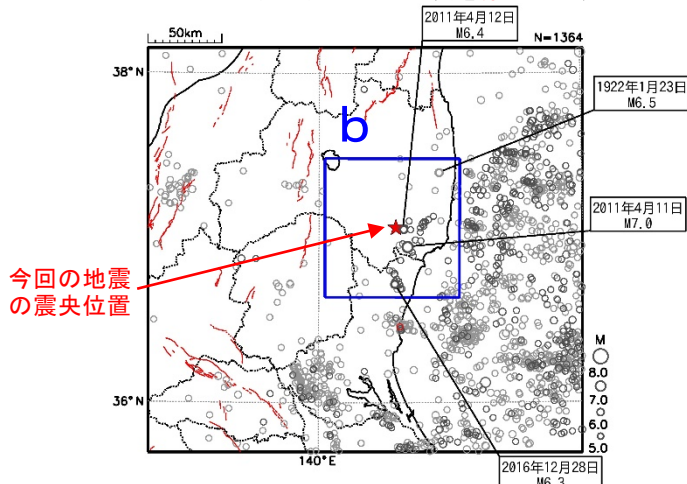 2011年4月12日
M6.4
50km
N=1364
38°N
1922年1月23日
M6.5
b
2011年4月11日
M7.0
今回の地震
の震央位置
M
8.0
7.0
6.0
5.0
36°N
140°E
2016年12月28日
M6.3